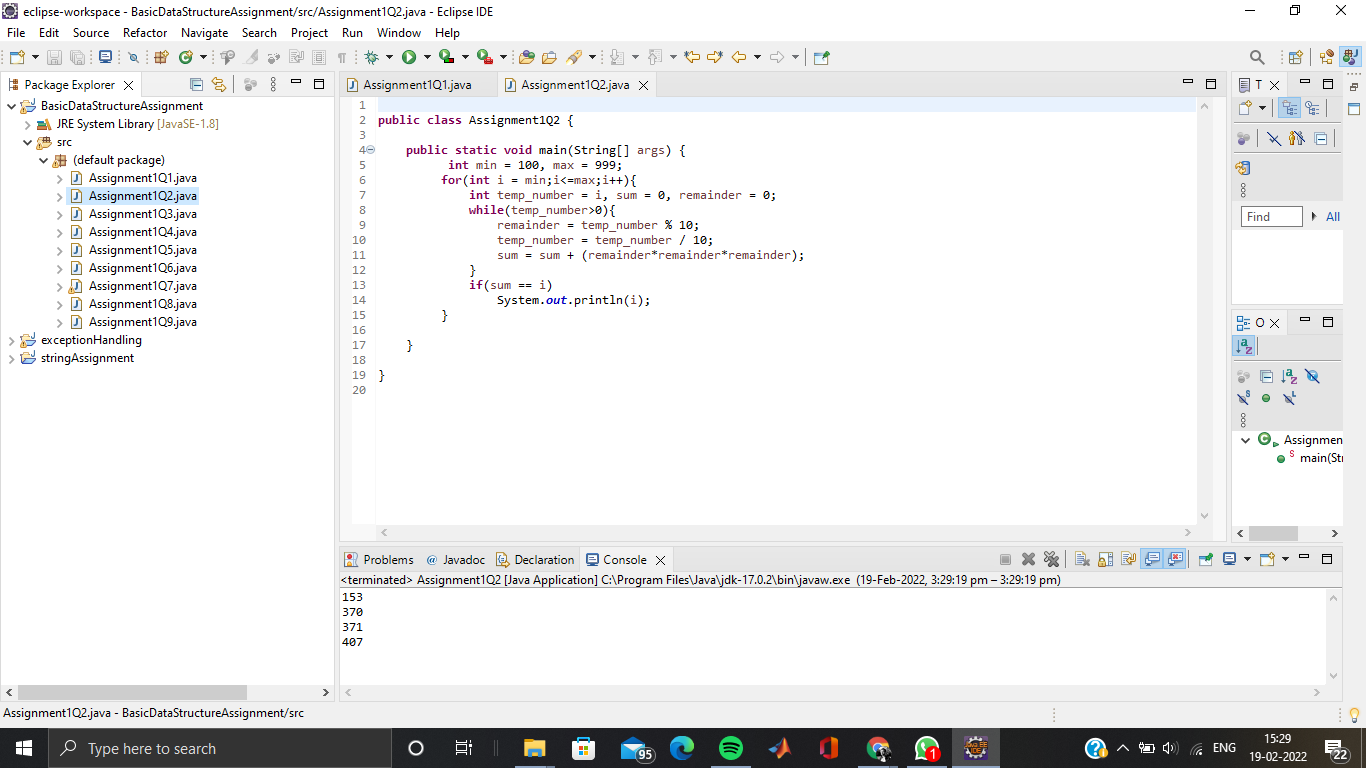 eclipse-workspace - BasicDataStructureAssignment/src/Assignment1Q2.java - Eclipse IDE
File Edit Source Refactor Navigate Search Project Run Window Help
Package Explorer
BasicDataStructureAssignment
JRE System Library [JavaSE-1.8]
src
(default package)
Assignment1Q1.java
Assignment1Q2.java
Assignment1Q3.java
Assignment1Q4.java
Assignment1Q5.java
Assignment1Q6.java
Assignment1Q7.java
Assignment1Q8.java
Assignment1Q9.java
exceptionHandling
stringAssignment
Assignment1Q1.java Assignment1Q2.java
1
2 public class Assignment1Q2 {
3
4 public static void main(String[] args) {
5 int min = 100, max = 999;
6 for(int i = min;i<=max;i++){
7 int temp_number = i, sum = 0, remainder = 0;
8 while(temp_number>0){
9 remainder = temp_number % 10;
10 temp_number = temp_number / 10;
11 sum = sum + (remainder*remainder*remainder);
12 }
13 if(sum == i)
14 System.out.println(i);
15 }
16
17 }
18
19 }
20
T
Find All
O
Assignmen
main(Str
Problems @ Javadoc Declaration Console
<terminated> Assignment1Q2 [Java Application] C:\Program Files\Java\jdk-17.0.2\bin\javaw.exe (19-Feb-2022, 3:29:19 pm – 3:29:19 pm)
153
370
371
407
Assignment1Q2.java - BasicDataStructureAssignment/src
Type here to search
95
1
ENG
15:29
19-02-2022
22